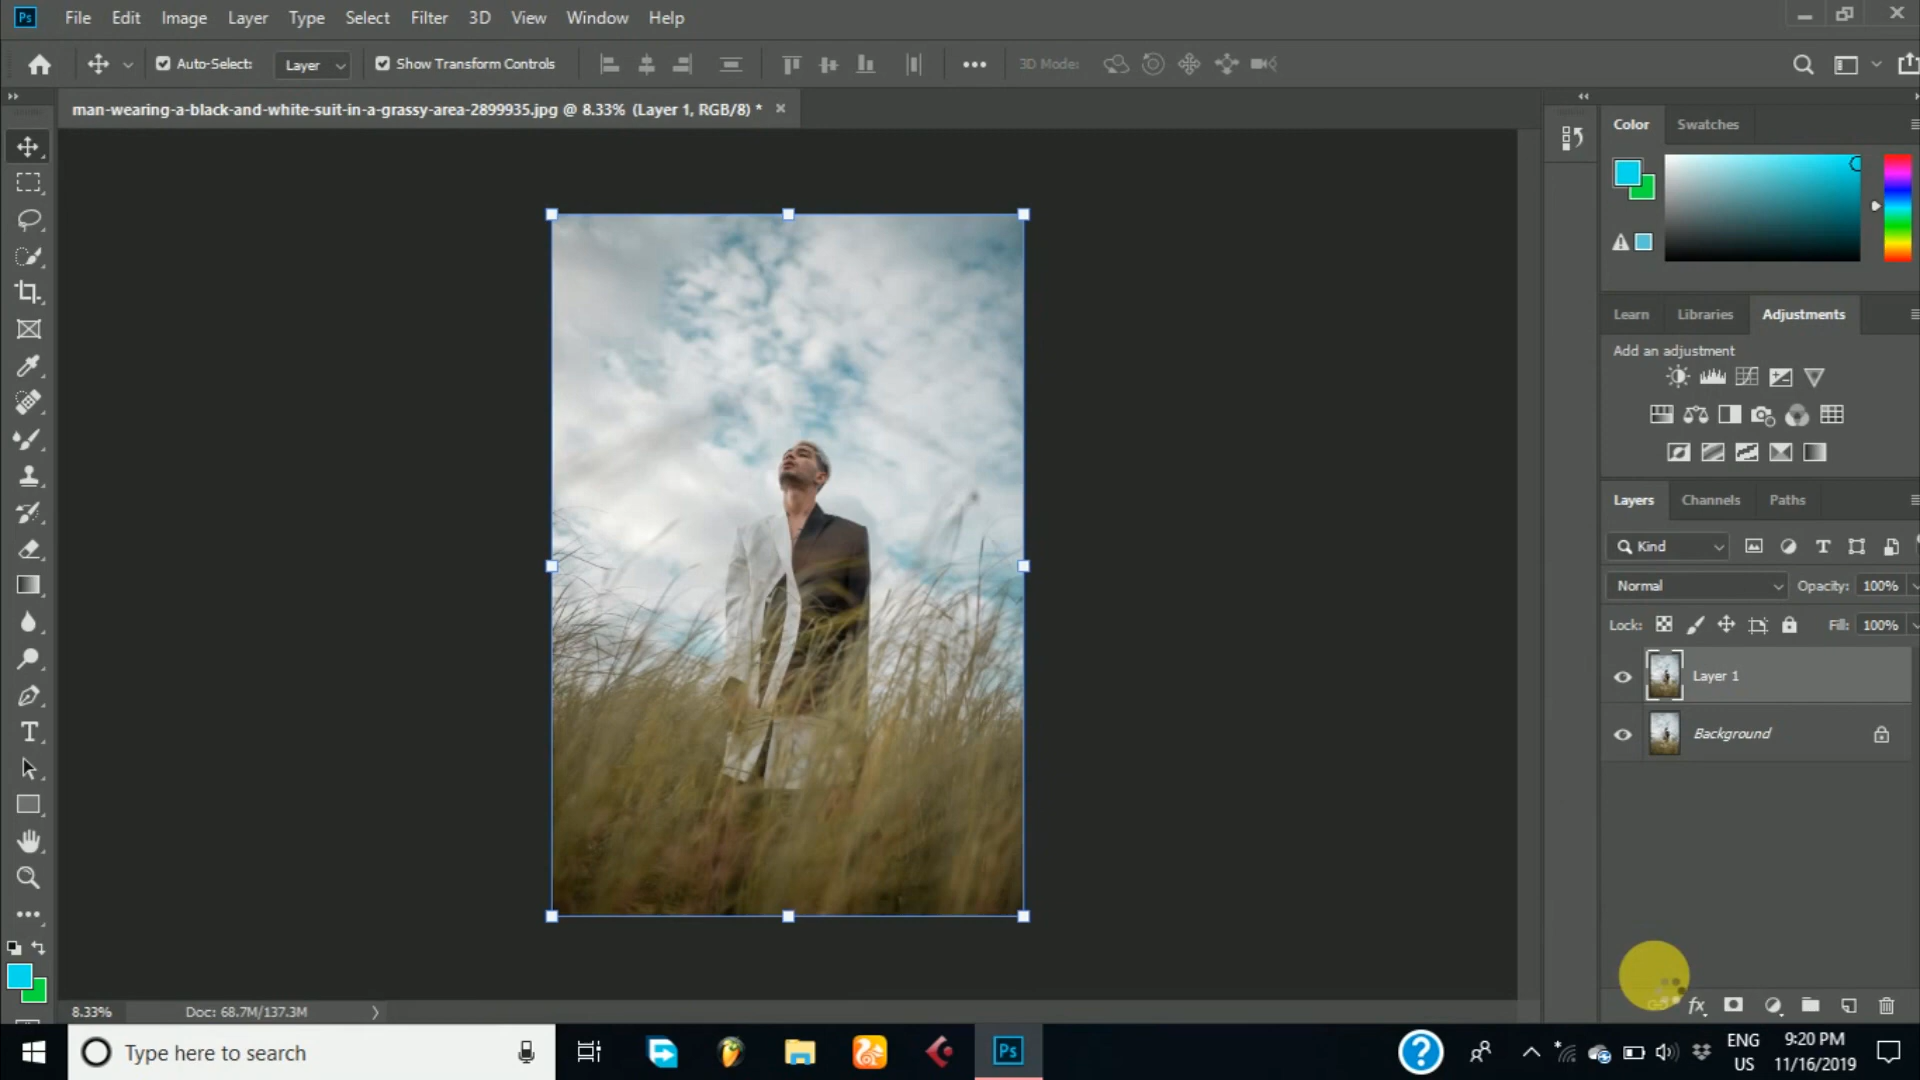 Ps File Edit Image Layer Type Select Filter 3D View Window Help
Auto-Select: Layer Show Transform Controls 3D Mode:
man-wearing-a-black-and-white-suit-in-a-grassy-area-2899935.jpg @ 8.33% (Layer 1, RGB/8) *
Color Swatches
Learn Libraries Adjustments
Add an adjustment
Layers Channels Paths
Kind
Normal Opacity: 100%
Lock: Fill: 100%
Layer 1
Background
fx
8.33% Doc: 68.7M/137.3M
Type here to search
Ps
ENG
US
9:20 PM
11/16/2019